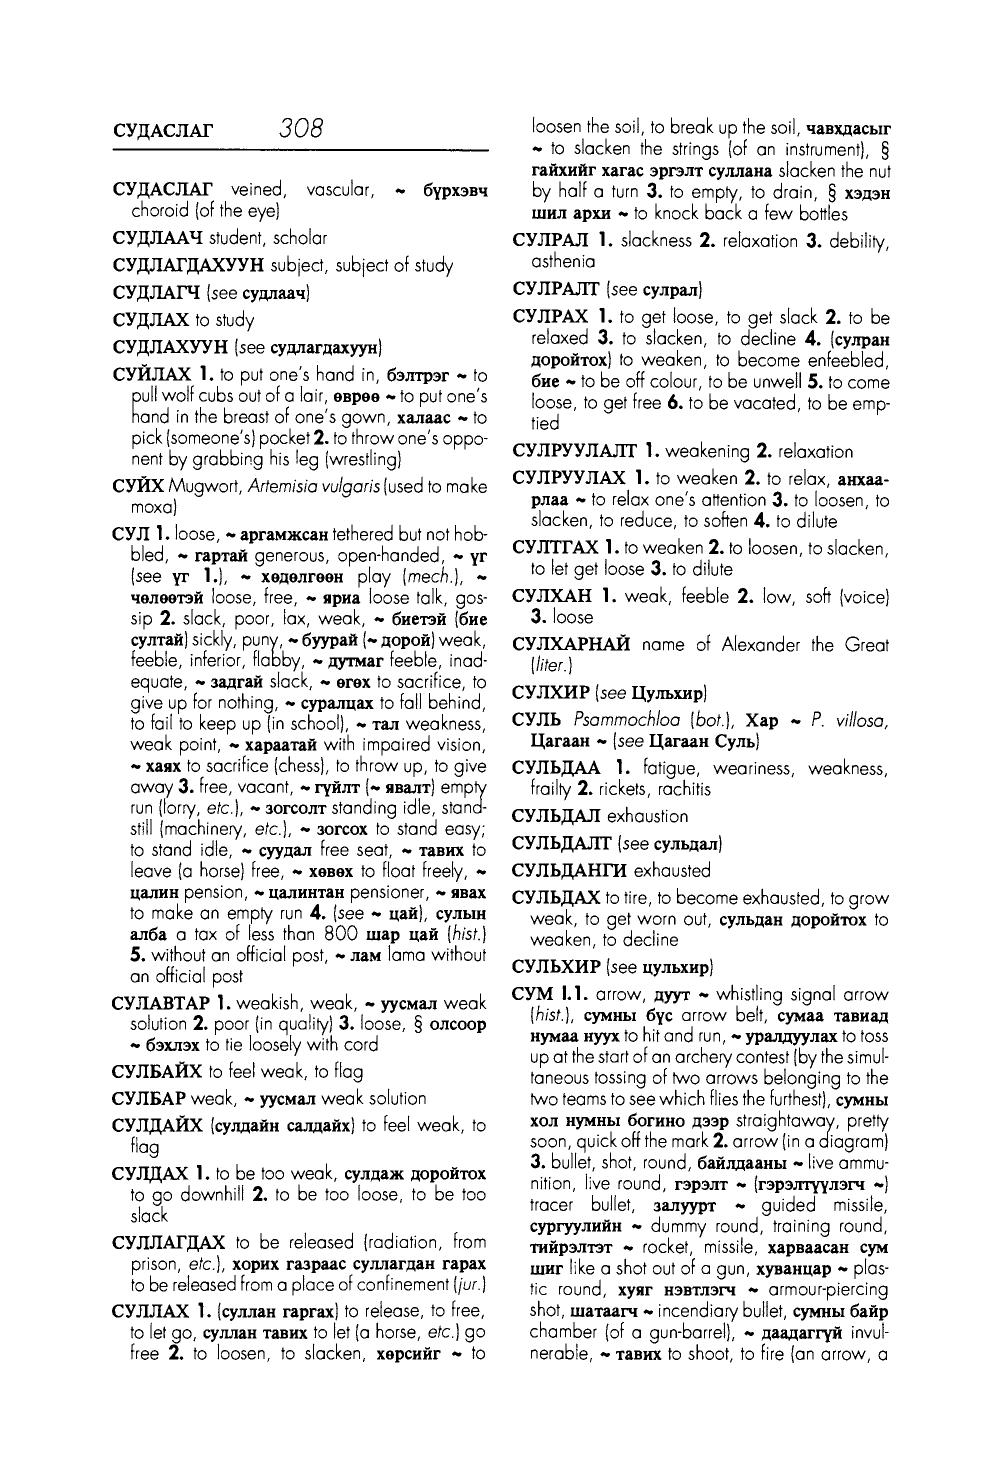 СУДАСЛАГ 308
СУДАСЛАГ veined, vascular, ~ бүрхэвч
choroid (of the eye)
СУДЛААЧ student, scholar
СУДЛАГДАХУУН subject, subject of study
СУДЛАГЧ (see судлаач)
СУДЛАХ to study
СУДЛАХУУН (see судлагдахуун)
СУЙЛАХ 1. to put one's hand in, бэлтрэг ~ to
pull wolf cubs out of a lair, өврөө ~ to put one's
hand in the breast of one's gown, халаас ~ to
pick (someone's) pocket 2. to throw one's oppo-
nent by grabbing his leg (wrestling)
СУЙХ Mugwort, Artemisia vulgaris (used to make
moxa)
СУЛ 1. loose, ~ аргамжсан tethered but not hob-
bled, ~ гартай generous, open-handed, ~ үг
(see үг 1.), ~ хөдөлгөөн play (mech.), ~
чөлөөтэй loose, free, ~ яриа loose talk, gos-
sip 2. slack, poor, lax, weak, ~ биетэй (бие
султай) sickly, puny, ~ буурай (~ дорой) weak,
feeble, inferior, flabby, ~ дутмаг feeble, inad-
equate, ~ задгай slack, ~ өгөх to sacrifice, to
give up for nothing, ~ суралцах to fall behind,
to fail to keep up (in school), ~ тал weakness,
weak point, ~ хараатай with impaired vision,
~ хаях to sacrifice (chess), to throw up, to give
away 3. free, vacant, ~ гүйлт (~ явалт) empty
run (lorry, etc.), ~ зогсолт standing idle, stand-
still (machinery, etc.), ~ зогсох to stand easy;
to stand idle, ~ суудал free seat, ~ тавих to
leave (a horse) free, ~ хөвөх to float freely, ~
цалин pension, ~ цалинтан pensioner, ~ явах
to make an empty run 4. (see ~ цай), сулын
алба a tax of less than 800 шар цай (hist.)
5. without an official post, ~ лам lama without
an official post
СУЛАВТАР 1. weakish, weak, ~ уусмал weak
solution 2. poor (in quality) 3. loose, § олсоор
~ бэхлэх to tie loosely with cord
СУЛБАЙХ to feel weak, to flag
СУЛБАР weak, ~ уусмал weak solution
СУЛДАЙХ (сулдайн салдайх) to feel weak, to
flag
СУЛДАХ 1. to be too weak, сулдаж доройтох
to go downhill 2. to be too loose, to be too
slack
СУЛЛАГДАХ to be released (radiation, from
prison, etc.), хорих газраас суллагдан гарах
to be released from a place of confinement (jur.)
СУЛЛАХ 1. (суллан гаргах) to release, to free,
to let go, суллан тавих to let (a horse, etc.) go
free 2. to loosen, to slacken, хөрсийг ~ to
loosen the soil, to break up the soil, чавхдасыг
~ to slacken the strings (of an instrument), §
гайхийг хагас эргэлт суллана slacken the nut
by half a turn 3. to empty, to drain, § хэдэн
шил архи ~ to knock back a few bottles
СУЛРАЛ 1. slackness 2. relaxation 3. debility,
asthenia
СУЛРАЛТ (see сулрал)
СУЛРАХ 1. to get loose, to get slack 2. to be
relaxed 3. to slacken, to decline 4. (сулран
доройтох) to weaken, to become enfeebled,
бие ~ to be off colour, to be unwell 5. to come
loose, to get free 6. to be vacated, to be emp-
tied
СУЛРУУЛАЛТ 1. weakening 2. relaxation
СУЛРУУЛАХ 1. to weaken 2. to relax, анхаа-
рлаа ~ to relax one's attention 3. to loosen, to
slacken, to reduce, to soften 4. to dilute
СУЛТГАХ 1. to weaken 2. to loosen, to slacken,
to let get loose 3. to dilute
СУЛХАН 1. weak, feeble 2. low, soft (voice)
3. loose
СУЛХАРНАЙ name of Alexander the Great
(liter.)
СУЛХИР (see Цульхир)
СУЛЬ Psammochloa (bot.), Хар ~ P. villosa,
Цагаан ~ (see Цагаан Суль)
СУЛЬДАА 1. fatigue, weariness, weakness,
frailty 2. rickets, rachitis
СУЛЬДАЛ exhaustion
СУЛЬДАЛТ (see сульдал)
СУЛЬДАНГИ exhausted
СУЛЬДАХ to tire, to become exhausted, to grow
weak, to get worn out, сульдан доройтох to
weaken, to decline
СУЛЬХИР (see цульхир)
СУМ I.1. arrow, дуут ~ whistling signal arrow
(hist.), сумны бүс arrow belt, сумаа тавиад
нумаа нуух to hit and run, ~ уралдуулах to toss
up at the start of an archery contest (by the simul-
taneous tossing of two arrows belonging to the
two teams to see which flies the furthest), сумны
хол нумны богино дээр straightaway, pretty
soon, quick off the mark 2. arrow (in a diagram)
3. bullet, shot, round, байлдааны ~ live ammu-
nition, live round, гэрэлт ~ (гэрэлтүүлэгч ~)
tracer bullet, залуурт ~ guided missile,
сургуулийн ~ dummy round, training round,
тийрэлтэт ~ rocket, missile, харваасан сум
шиг like a shot out of a gun, хуванцар ~ plas-
tic round, хуяг нэвтлэгч ~ armour-piercing
shot, шатаагч ~ incendiary bullet, сумны байр
chamber (of a gun-barrel), ~ даадаггүй invul-
nerable, ~ тавих to shoot, to fire (an arrow, a